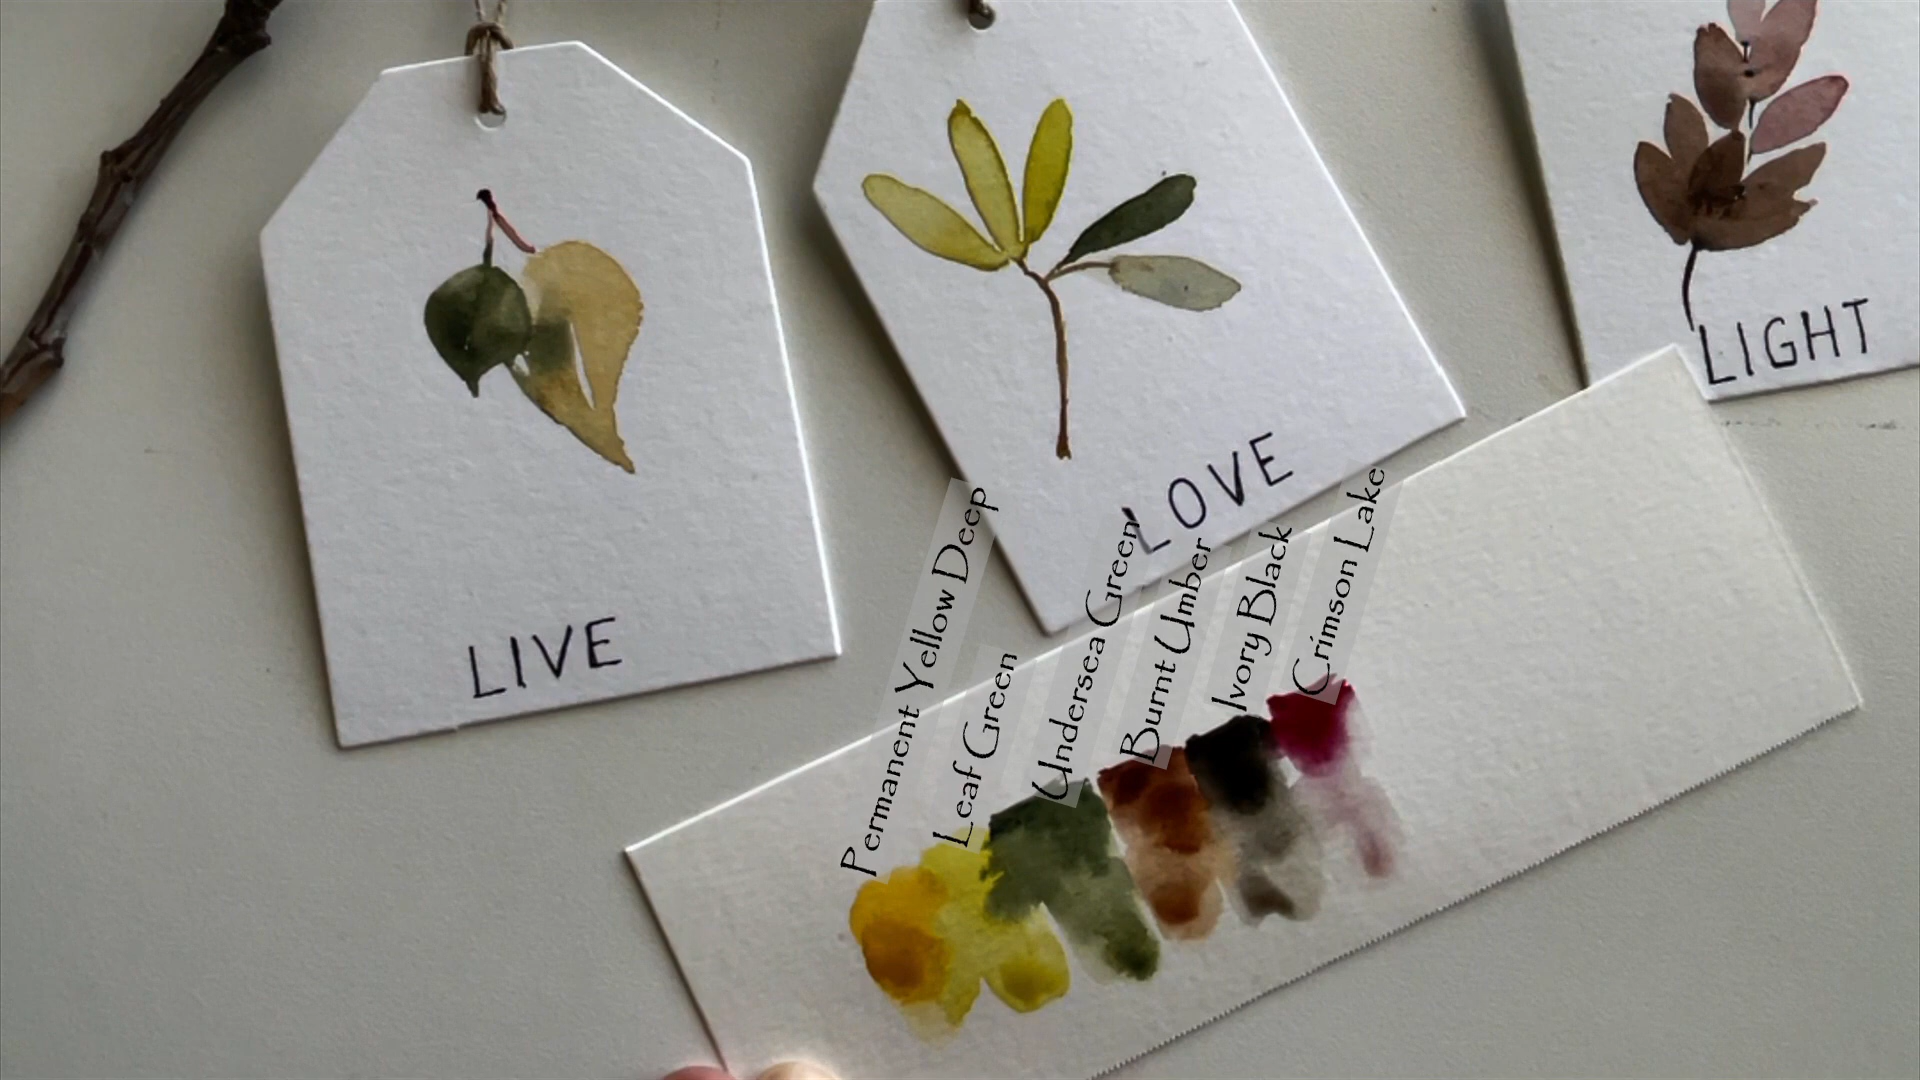 LIVE
LOVE
LIGHT
Permanent Yellow Deep
Leaf Green
Undersea Green
Burnt Umber
Ivory Black
Crimson Lake